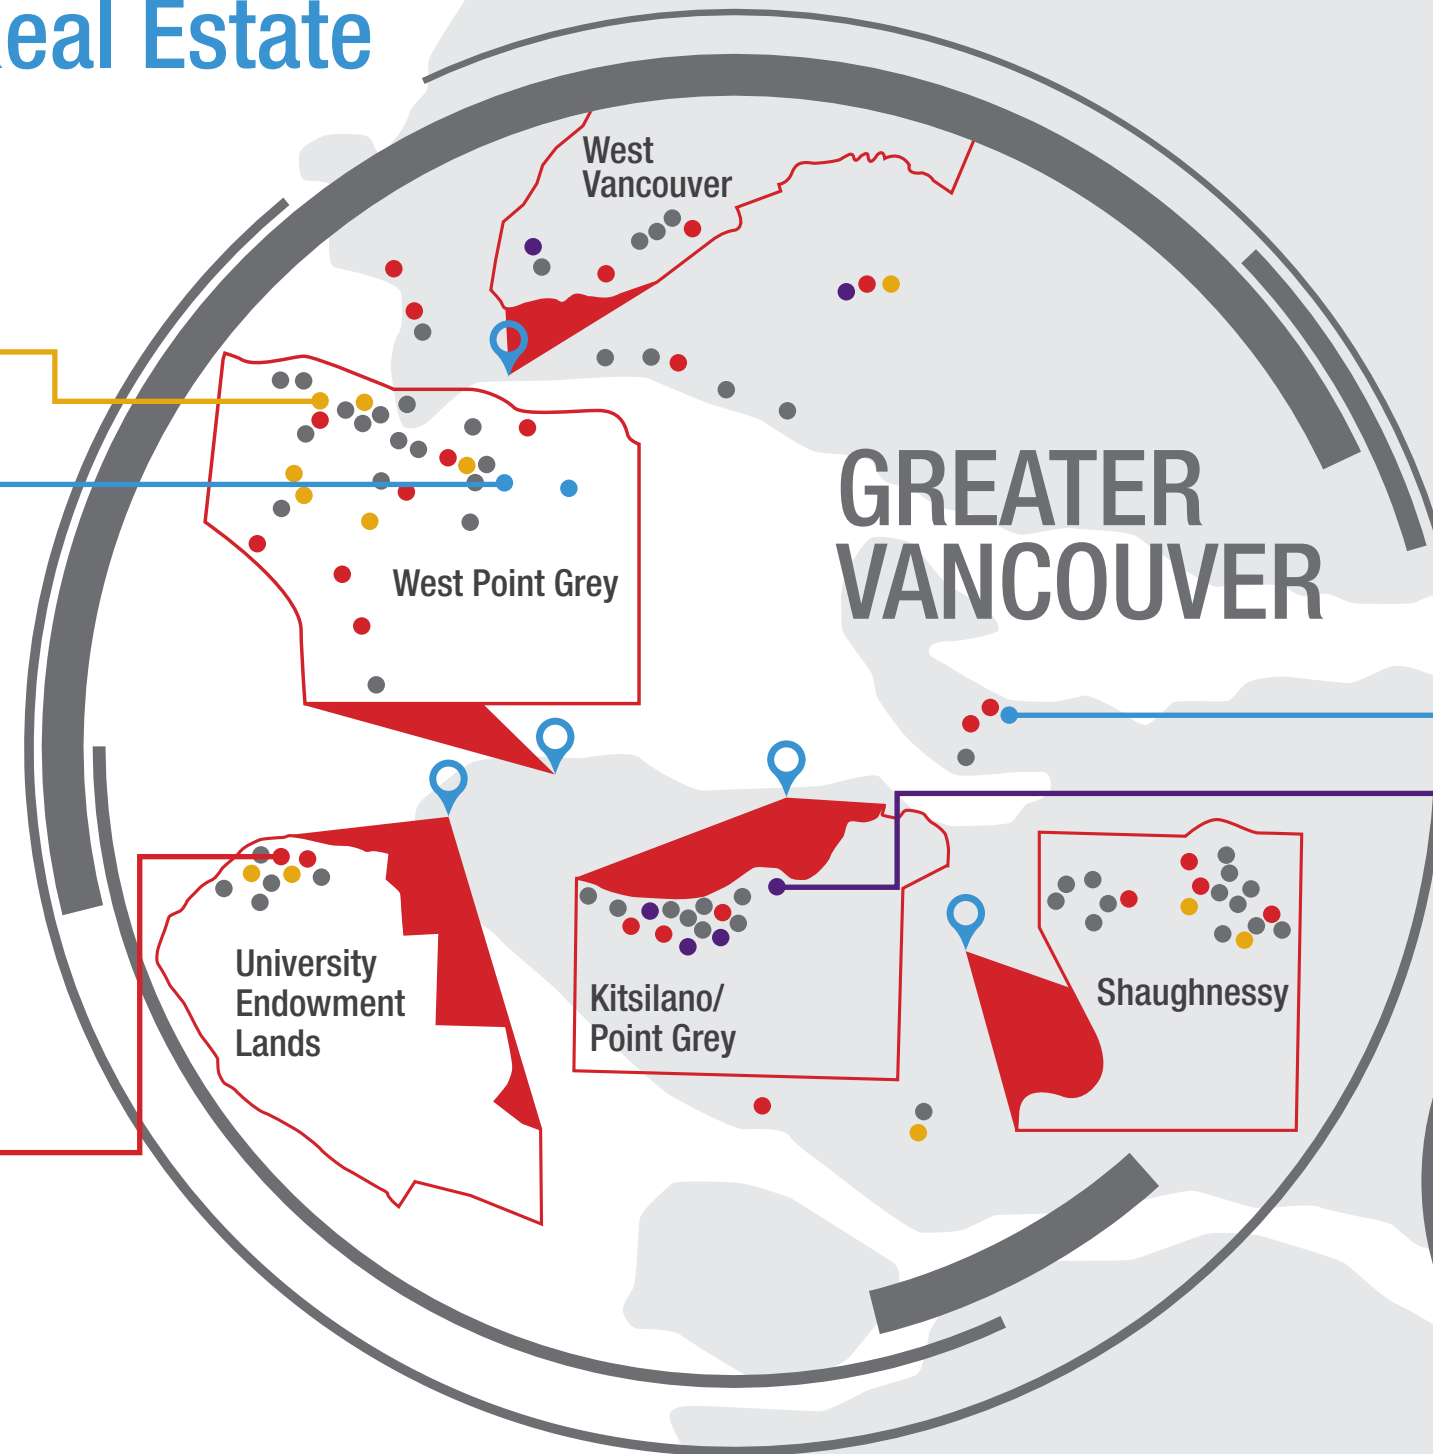 eal Estate
West
Vancouver
GREATER
VANCOUVER
West Point Grey
University
Endowment
Lands
Kitsilano/
Point Grey
Shaughnessy